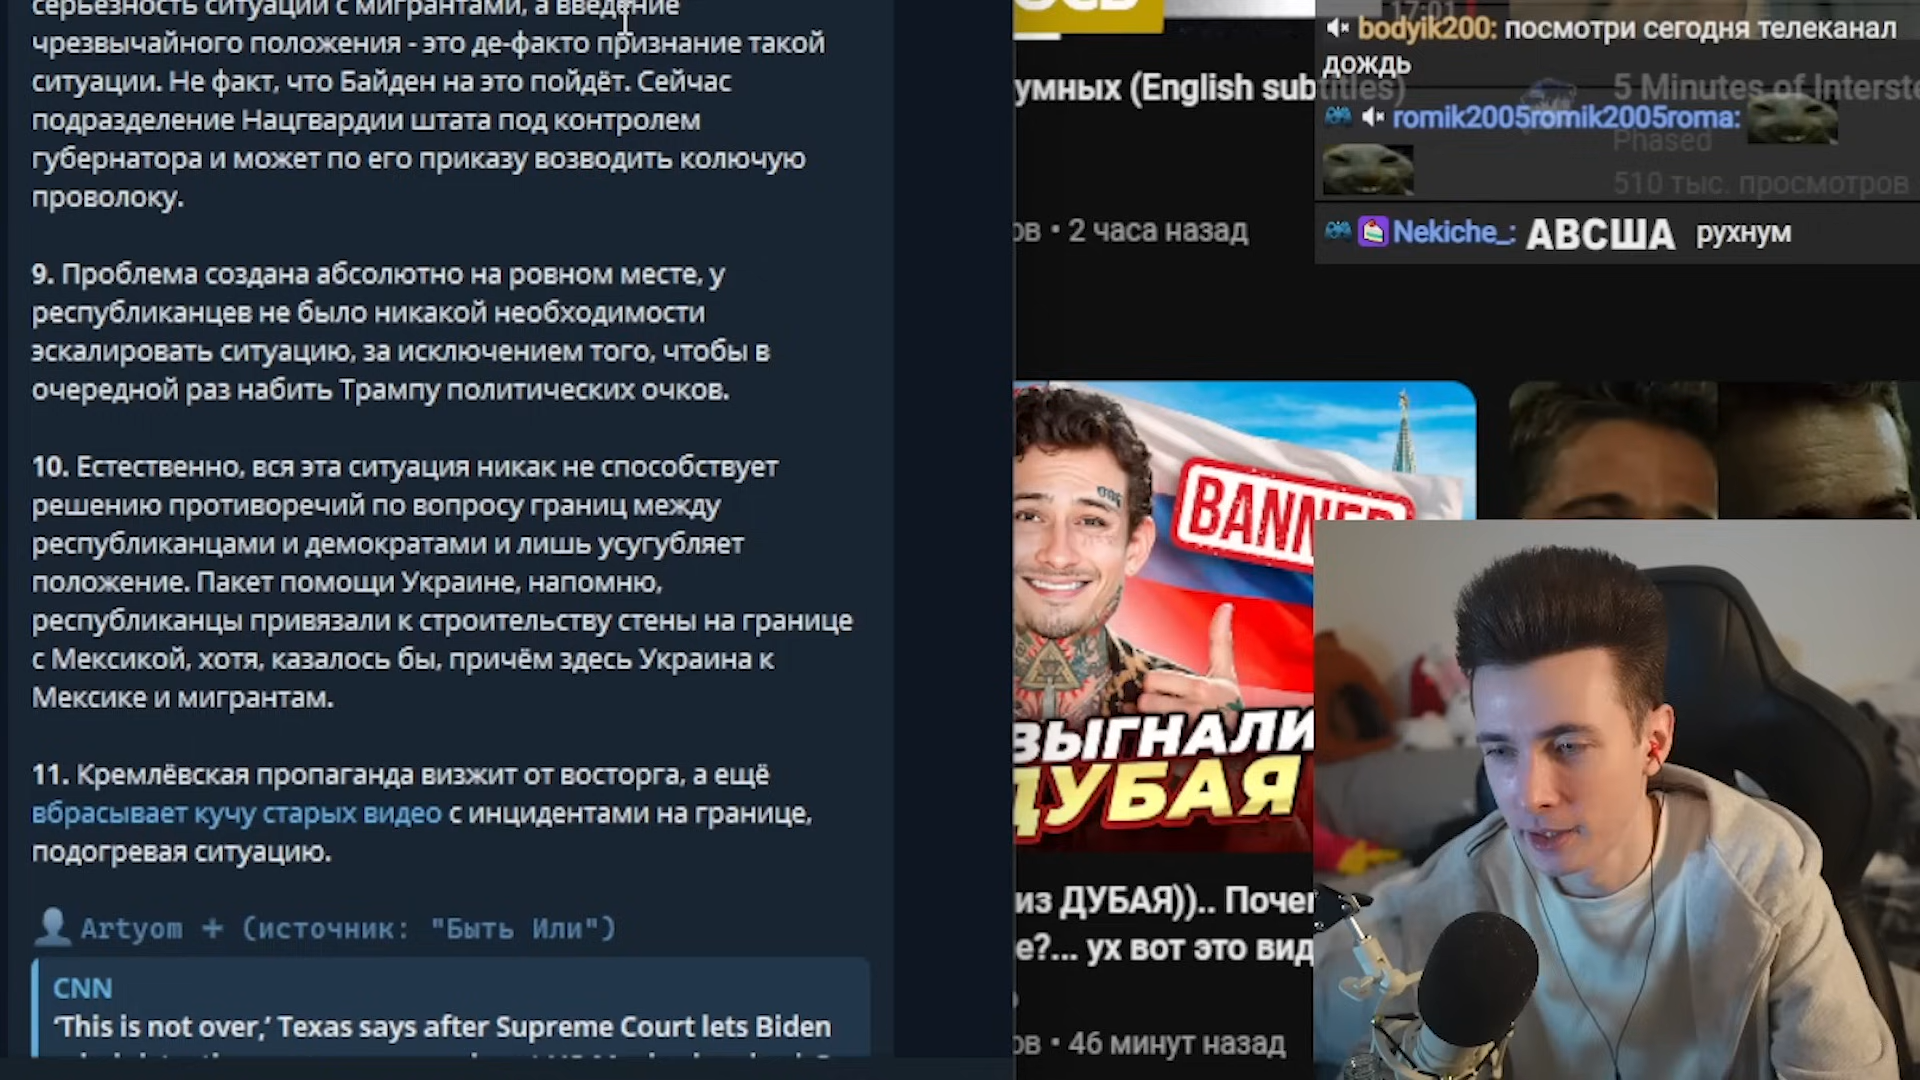 серьёзность ситуации с мигрантами, а введение
чрезвычайного положения - это де-факто признание такой
ситуации. Не факт, что Байден на это пойдёт. Сейчас
подразделение Нацгвардии штата под контролем
губернатора и может по его приказу возводить колючую
проволоку.
9. Проблема создана абсолютно на ровном месте, у
республиканцев не было никакой необходимости
эскалировать ситуацию, за исключением того, чтобы в
очередной раз набить Трампу политических очков.
10. Естественно, вся эта ситуация никак не способствует
решению противоречий по вопросу границ между
республиканцами и демократами и лишь усугубляет
положение. Пакет помощи Украине, напомню,
республиканцы привязали к строительству стены на границе
с Мексикой, хотя, казалось бы, причём здесь Украина к
Мексике и мигрантам.
11. Кремлёвская пропаганда визжит от восторга, а ещё
вбрасывает кучу старых видео с инцидентами на границе,
подогревая ситуацию.
Artyom + (источник: "Быть Или")
CNN
‘This is not over,’ Texas says after Supreme Court lets Biden
умных (English subtitles)
ов • 2 часа назад
17:01
5 Minutes of Interste
Phased
510 тыс. просмотров
bodyik200: посмотри сегодня телеканал
дождь
romik2005romik2005roma:
Nekiche_: АВСША рухнум
BANNED
ВЫГНАЛИ
ДУБАЯ
из ДУБАЯ)).. Почем
е?... ух вот это вид
ов • 46 минут назад